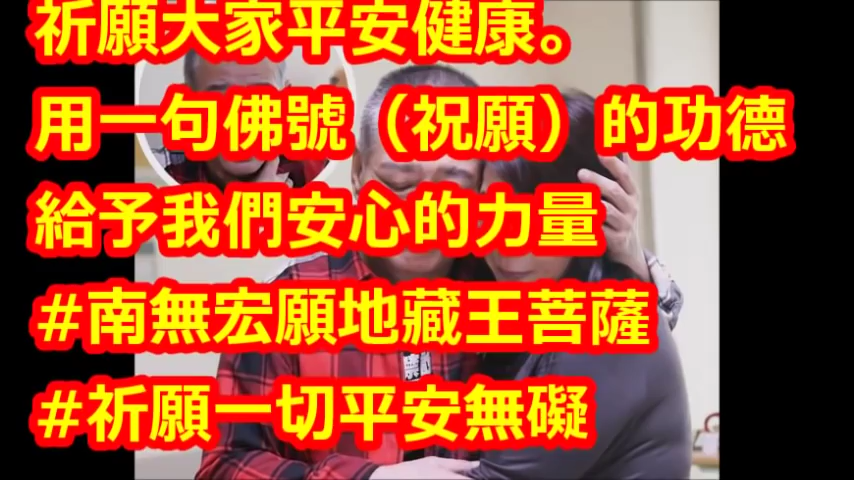 祈願大家平安健康。
用一句佛號（祝願）的功德
給予我們安心的力量
#南無宏願地藏王菩薩
#祈願一切平安無礙